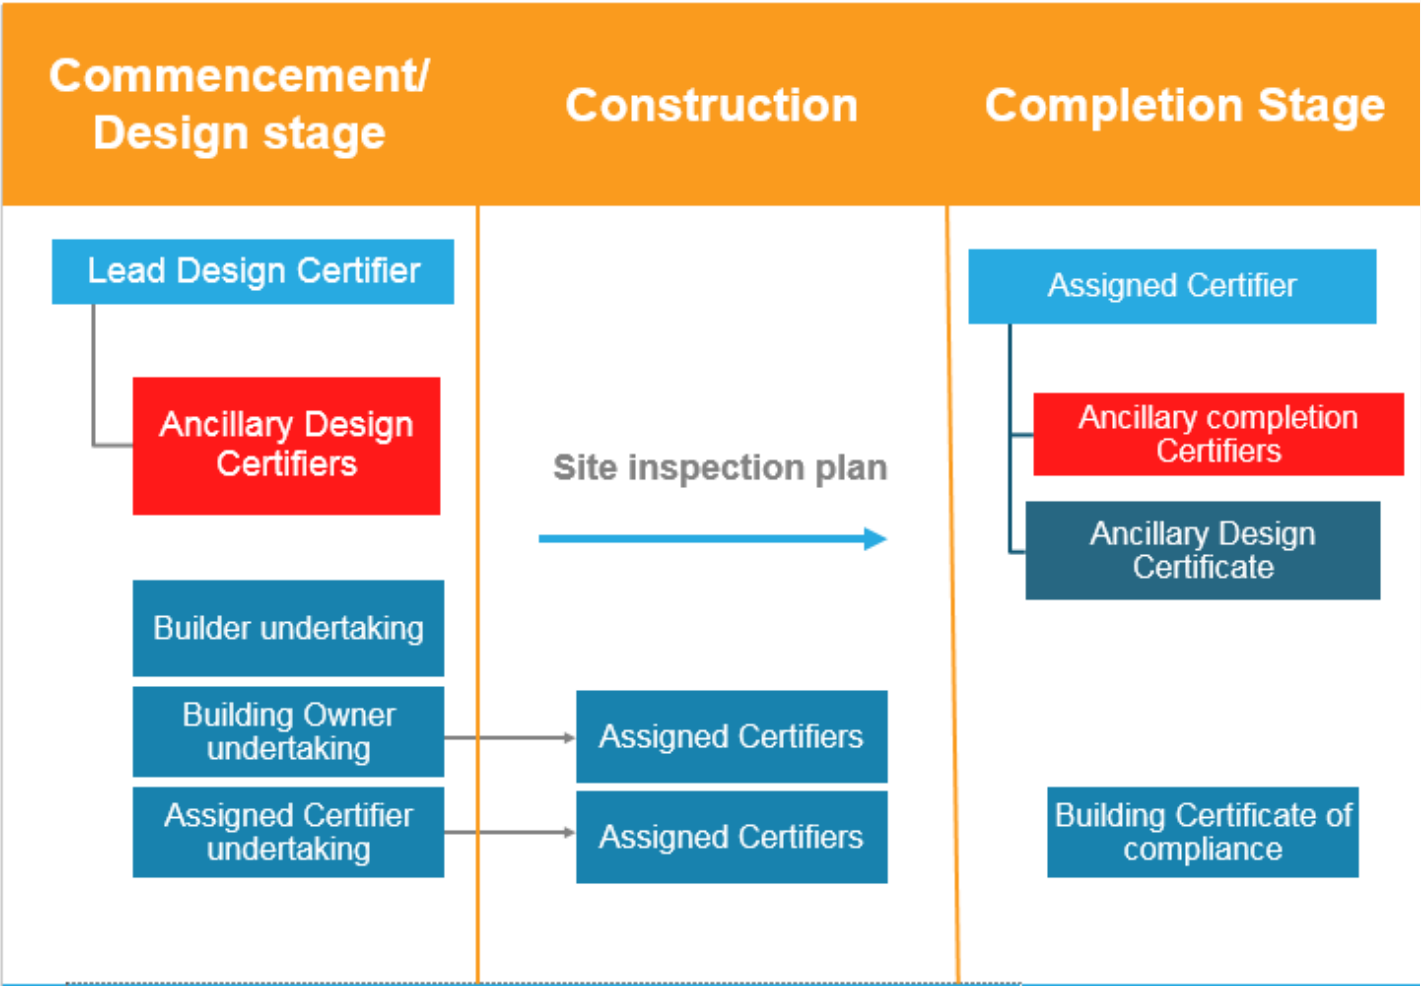 Commencement/
Design stage
Construction
Completion Stage
Lead Design Certifier
Ancillary Design
Certifiers
Builder undertaking
Building Owner
undertaking
Assigned Certifier
undertaking
Site inspection plan
Assigned Certifiers
Assigned Certifiers
Assigned Certifier
Ancillary completion
Certifiers
Ancillary Design
Certificate
Building Certificate of
compliance